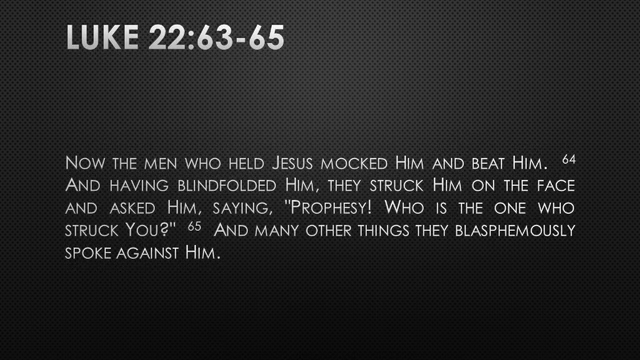 LUKE 22:63-65
Now the men who held Jesus mocked Him and beat Him. 64
And having blindfolded Him, they struck Him on the face
and asked Him, saying, "Prophesy! Who is the one who
struck You?" 65 And many other things they blasphemously
spoke against Him.